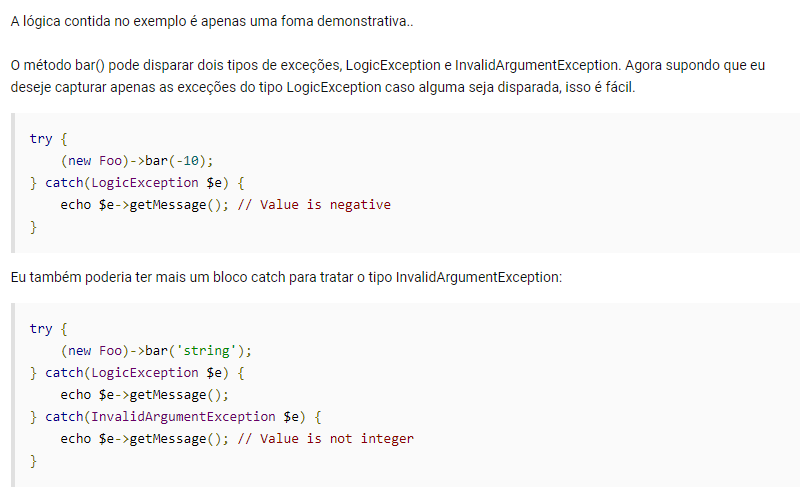 A lógica contida no exemplo é apenas uma foma demonstrativa..
O método bar() pode disparar dois tipos de exceções, LogicException e InvalidArgumentException. Agora supondo que eu
deseje capturar apenas as exceções do tipo LogicException caso alguma seja disparada, isso é fácil.
try {
    (new Foo)->bar(-10);
} catch(LogicException $e) {
    echo $e->getMessage(); // Value is negative
}
Eu também poderia ter mais um bloco catch para tratar o tipo InvalidArgumentException:
try {
    (new Foo)->bar('string');
} catch(LogicException $e) {
    echo $e->getMessage();
} catch(InvalidArgumentException $e) {
    echo $e->getMessage(); // Value is not integer
}